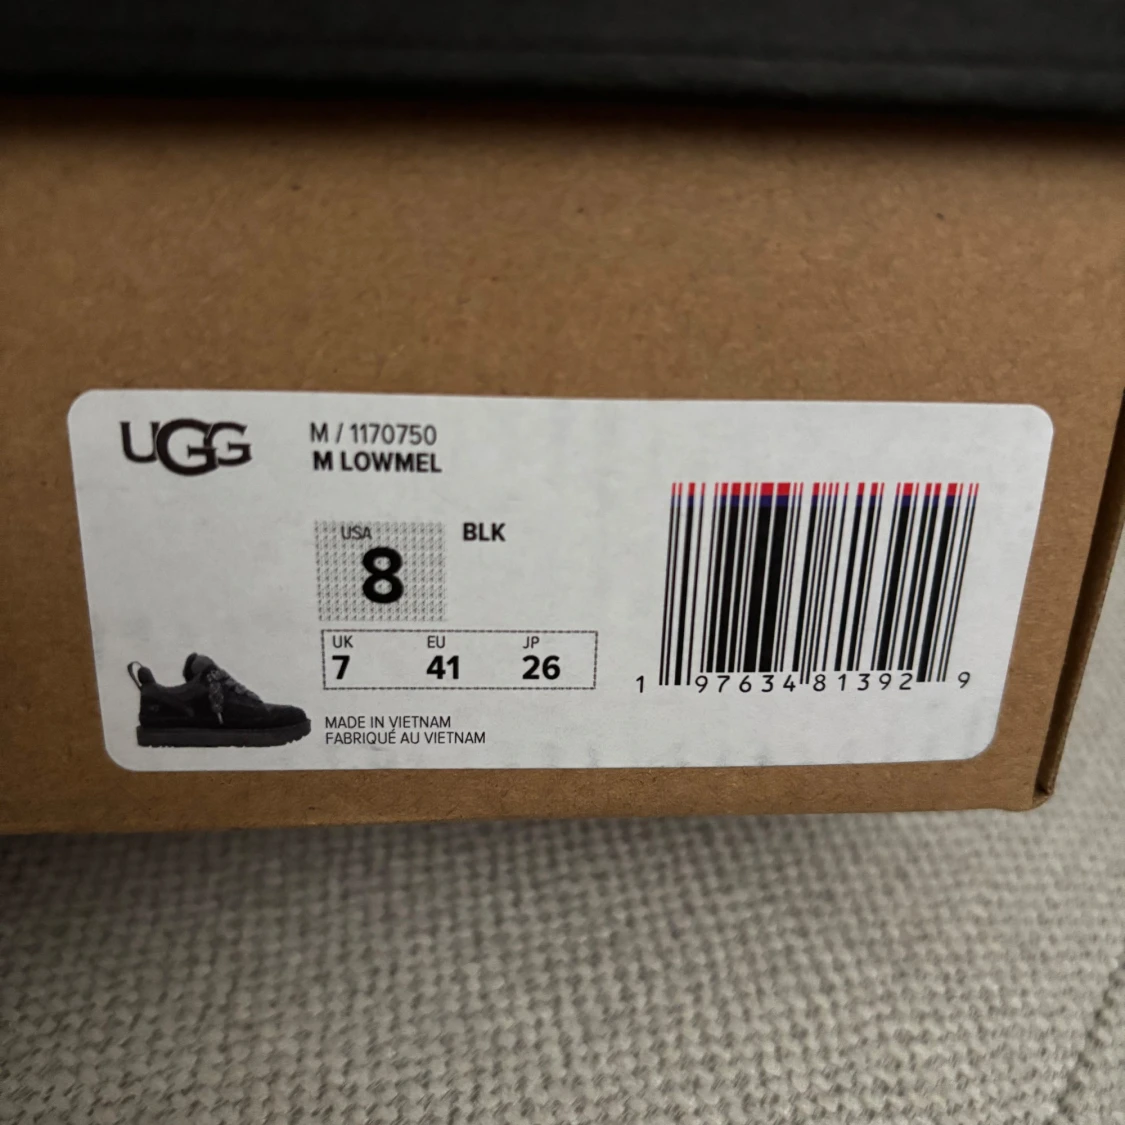 UGG
M / 1170750
M LOWMEL
USA
8
BLK
UK EU JP
7 41 26
MADE IN VIETNAM
FABRIQUÉ AU VIETNAM
1 97634 81392 9